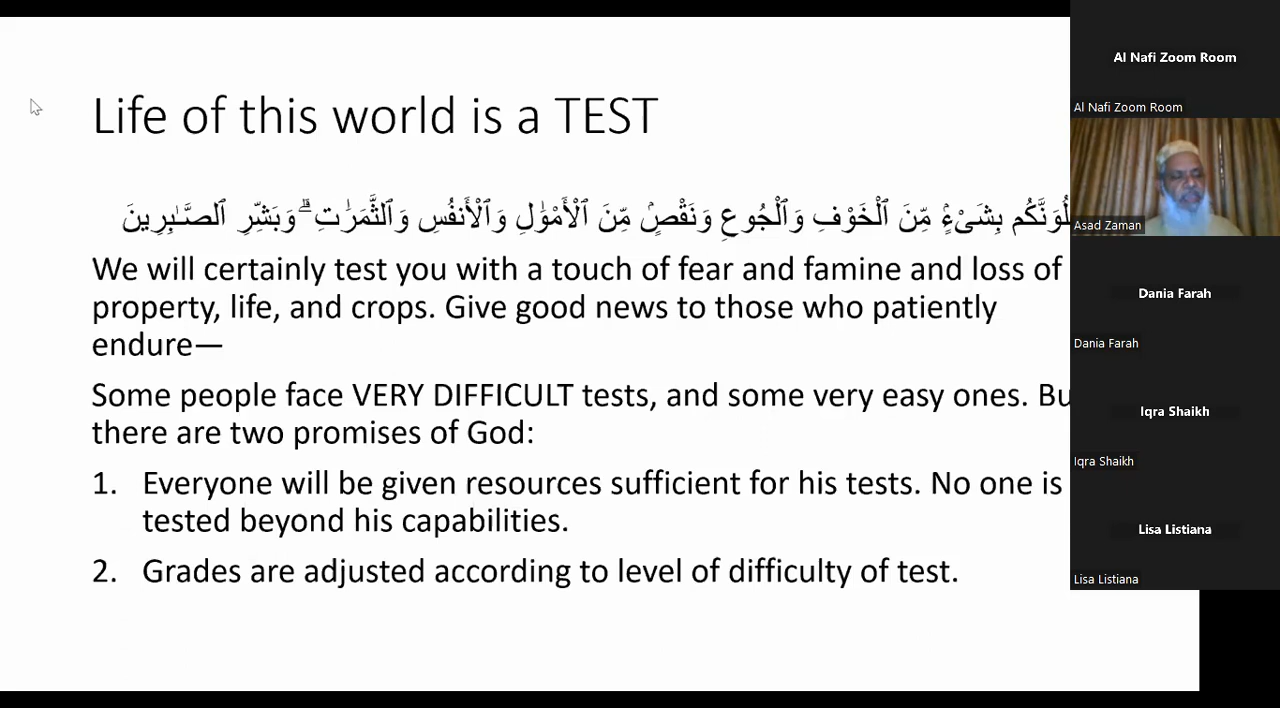 Life of this world is a TEST
بِشَىْءٍۢ مِّنَ ٱلْخَوْفِ وَٱلْجُوعِ وَنَقْصٍۢ مِّنَ ٱلْأَمْوَٰلِ وَٱلْأَنفُسِ وَٱلثَّمَرَٰتِ ۗ وَبَشِّرِ ٱلصَّـٰبِرِينَ
We will certainly test you with a touch of fear and famine and loss of
property, life, and crops. Give good news to those who patiently
endure—
Some people face VERY DIFFICULT tests, and some very easy ones.
there are two promises of God:
1. Everyone will be given resources sufficient for his tests. No one is
tested beyond his capabilities.
2. Grades are adjusted according to level of difficulty of test.
Al Nafi Zoom Room
Al Nafi Zoom Room
Asad Zaman
Dania Farah
Dania Farah
Iqra Shaikh
Iqra Shaikh
Lisa Listiana
Lisa Listiana